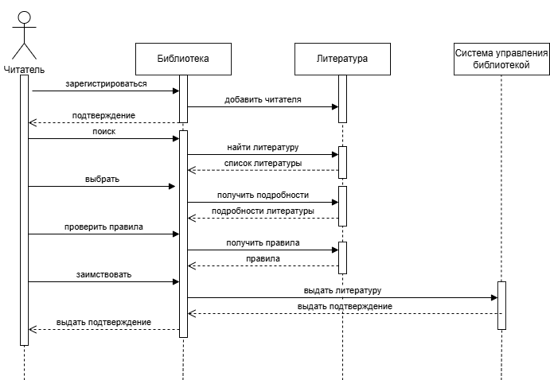 Читатель
Библиотека
Литература
Система управления
библиотекой
зарегистрироваться
добавить читателя
подтверждение
поиск
найти литературу
список литературы
выбрать
получить подробности
подробности литературы
проверить правила
получить правила
правила
заимствовать
выдать литературу
выдать подтверждение
выдать подтверждение